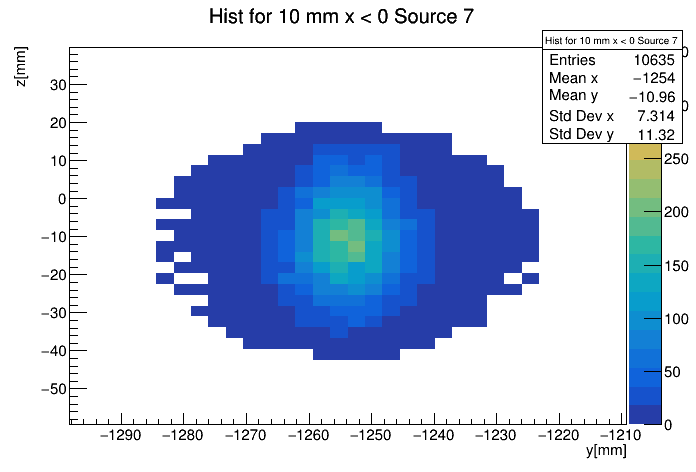 Hist for 10 mm x < 0 Source 7
z[mm]
Hist for 10 mm x < 0 Source 7
Entries 10635
Mean x −1254
Mean y −10.96
Std Dev x 7.314
Std Dev y 11.32
30
20
10
0
−10
−20
−30
−40
−50
250
200
150
100
50
0
−1290 −1280 −1270 −1260 −1250 −1240 −1230 −1220 −1210
y[mm]